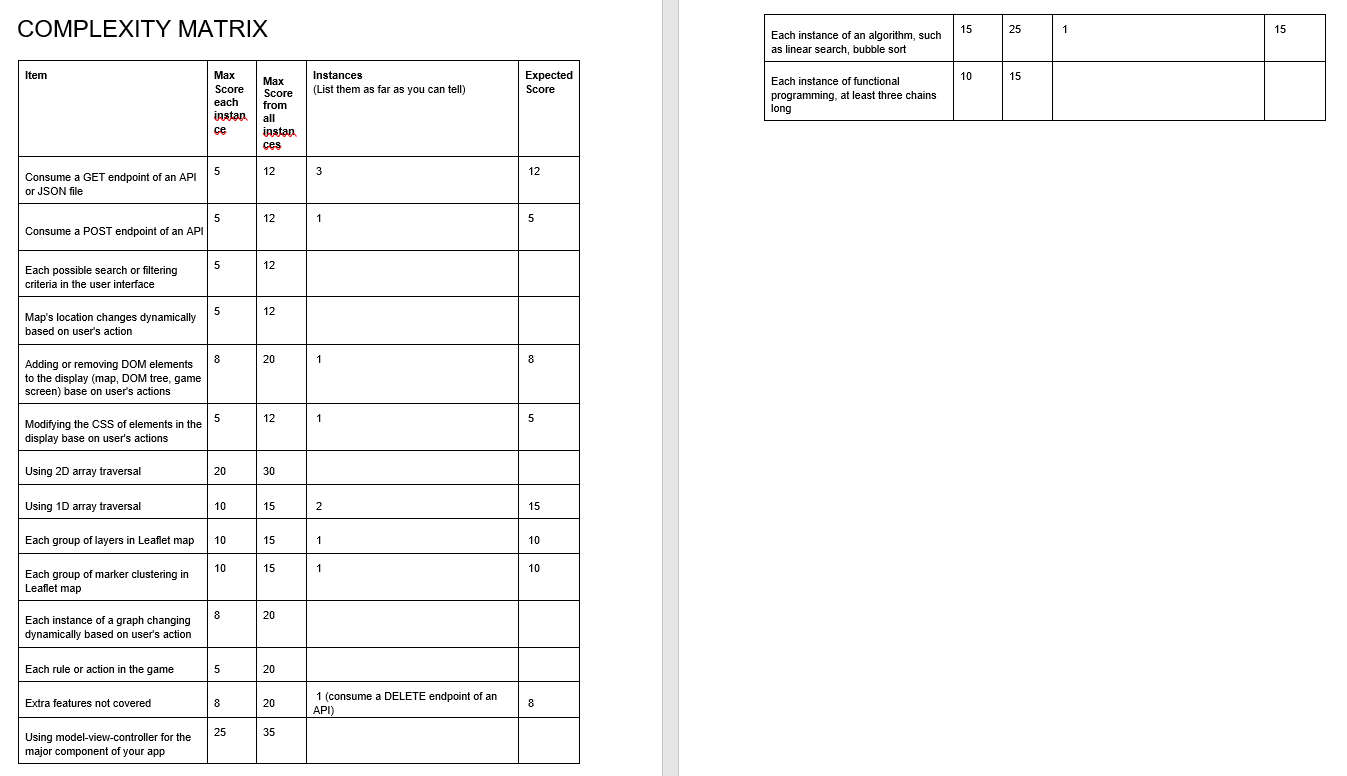 COMPLEXITY MATRIX
Item
Max
Score
each
instan
ce
Max
Score
from
all
instan
ces
Instances
(List them as far as you can tell)
Expected
Score
Consume a GET endpoint of an API
or JSON file
5
12
3
12
Consume a POST endpoint of an API
5
12
1
5
Each possible search or filtering
criteria in the user interface
5
12
Map's location changes dynamically
based on user's action
5
12
Adding or removing DOM elements
to the display (map, DOM tree, game
screen) base on user's actions
8
20
1
8
Modifying the CSS of elements in the
display base on user's actions
5
12
1
5
Using 2D array traversal
20
30
Using 1D array traversal
10
15
2
15
Each group of layers in Leaflet map
10
15
1
10
Each group of marker clustering in
Leaflet map
10
15
1
10
Each instance of a graph changing
dynamically based on user's action
8
20
Each rule or action in the game
5
20
Extra features not covered
8
20
1 (consume a DELETE endpoint of an
API)
8
Using model-view-controller for the
major component of your app
25
35
Each instance of an algorithm, such
as linear search, bubble sort
15
25
1
15
Each instance of functional
programming, at least three chains
long
10
15